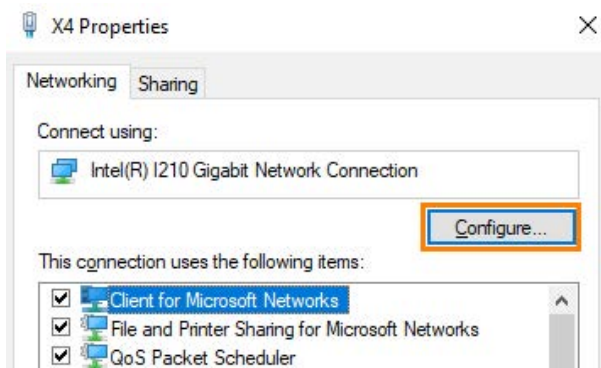 X4 Properties
Networking Sharing
Connect using:
Intel(R) I210 Gigabit Network Connection
Configure...
This connection uses the following items:
Client for Microsoft Networks
File and Printer Sharing for Microsoft Networks
QoS Packet Scheduler